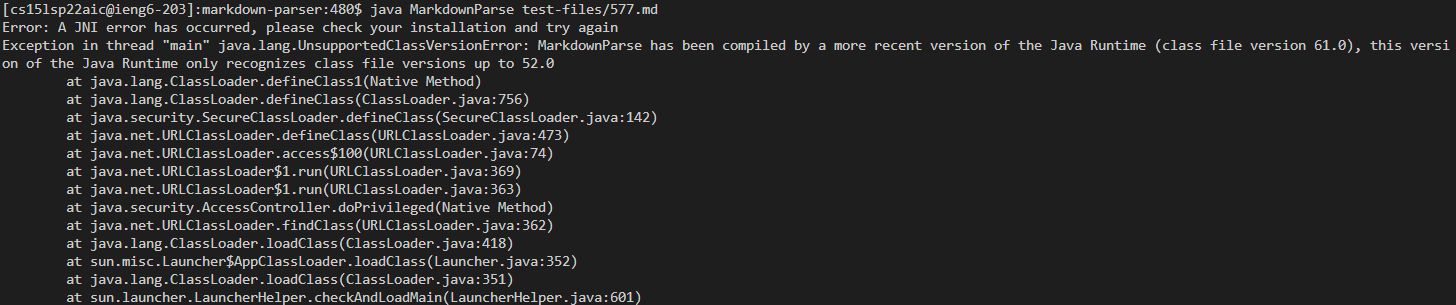 [cs15lsp22aic@ieng6-203]:markdown-parser:480$ java MarkdownParse test-files/577.md
Error: A JNI error has occurred, please check your installation and try again
Exception in thread "main" java.lang.UnsupportedClassVersionError: MarkdownParse has been compiled by a more recent version of the Java Runtime (class file version 61.0), this versi
on of the Java Runtime only recognizes class file versions up to 52.0
        at java.lang.ClassLoader.defineClass1(Native Method)
        at java.lang.ClassLoader.defineClass(ClassLoader.java:756)
        at java.security.SecureClassLoader.defineClass(SecureClassLoader.java:142)
        at java.net.URLClassLoader.defineClass(URLClassLoader.java:473)
        at java.net.URLClassLoader.access$100(URLClassLoader.java:74)
        at java.net.URLClassLoader$1.run(URLClassLoader.java:369)
        at java.net.URLClassLoader$1.run(URLClassLoader.java:363)
        at java.security.AccessController.doPrivileged(Native Method)
        at java.net.URLClassLoader.findClass(URLClassLoader.java:362)
        at java.lang.ClassLoader.loadClass(ClassLoader.java:418)
        at sun.misc.Launcher$AppClassLoader.loadClass(Launcher.java:352)
        at java.lang.ClassLoader.loadClass(ClassLoader.java:351)
        at sun.launcher.LauncherHelper.checkAndLoadMain(LauncherHelper.java:601)